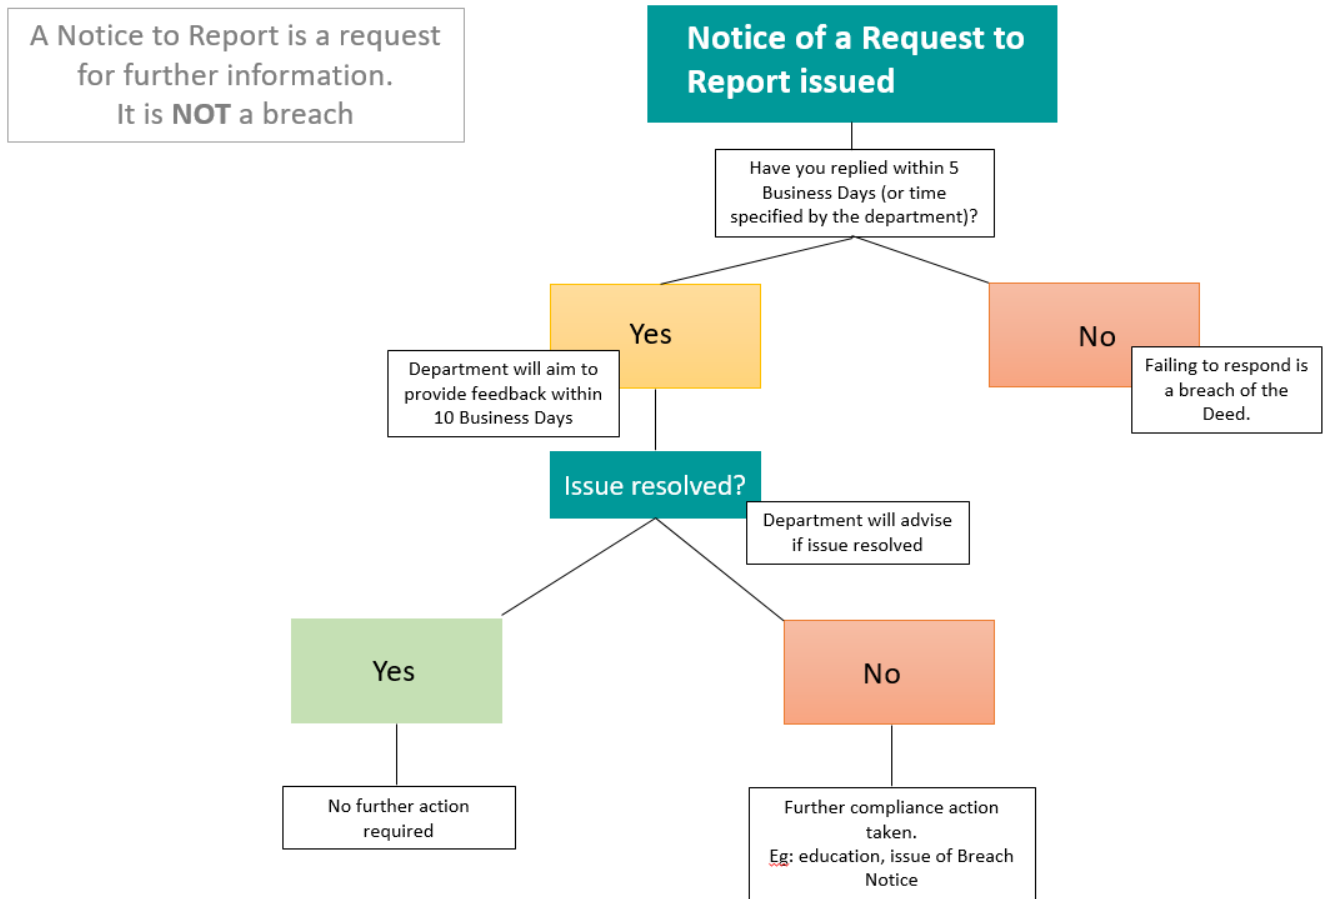 A Notice to Report is a request
for further information.
It is NOT a breach
Notice of a Request to
Report issued
Have you replied within 5
Business Days (or time
specified by the department)?
Yes
No
Department will aim to
provide feedback within
10 Business Days
Failing to respond is
a breach of the
Deed.
Issue resolved?
Department will advise
if issue resolved
Yes
No
No further action
required
Further compliance action
taken.
Eg: education, issue of Breach
Notice